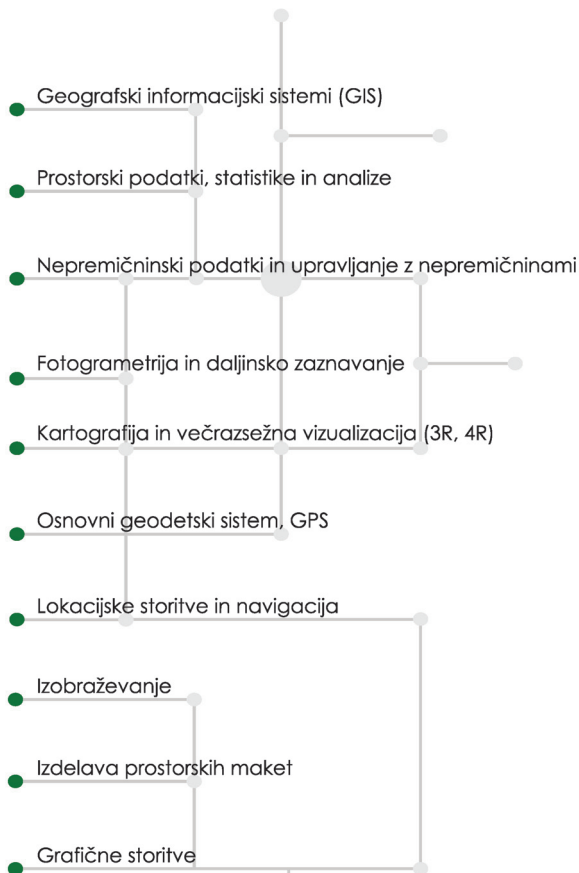 Geografski informacijski sistemi (GIS)
Prostorski podatki, statistike in analize
Nepremičninski podatki in upravljanje z nepremičninami
Fotogrametrija in daljinsko zaznavanje
Kartografija in večrazsežna vizualizacija (3R, 4R)
Osnovni geodetski sistem, GPS
Lokacijske storitve in navigacija
Izobraževanje
Izdelava prostorskih maket
Grafične storitve